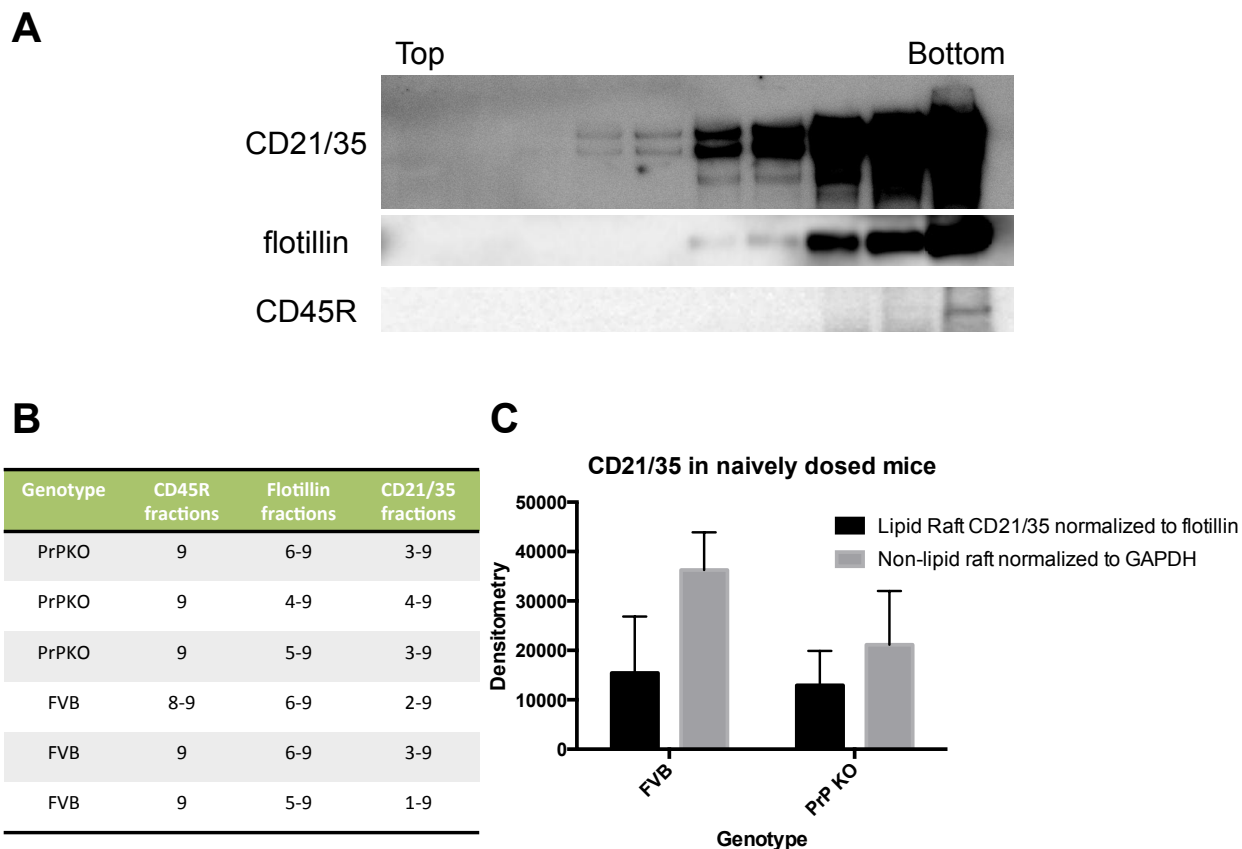 A
Top Bottom
CD21/35
flotillin
CD45R
B
Genotype CD45R fractions Flotillin fractions CD21/35 fractions
PrPKO 9 6-9 3-9
PrPKO 9 4-9 4-9
PrPKO 9 5-9 3-9
FVB 8-9 6-9 2-9
FVB 9 6-9 3-9
FVB 9 5-9 1-9
C
CD21/35 in naively dosed mice
Densitometry
50000
40000
30000
20000
10000
0
Lipid Raft CD21/35 normalized to flotillin
Non-lipid raft normalized to GAPDH
FVB
PrP KO
Genotype